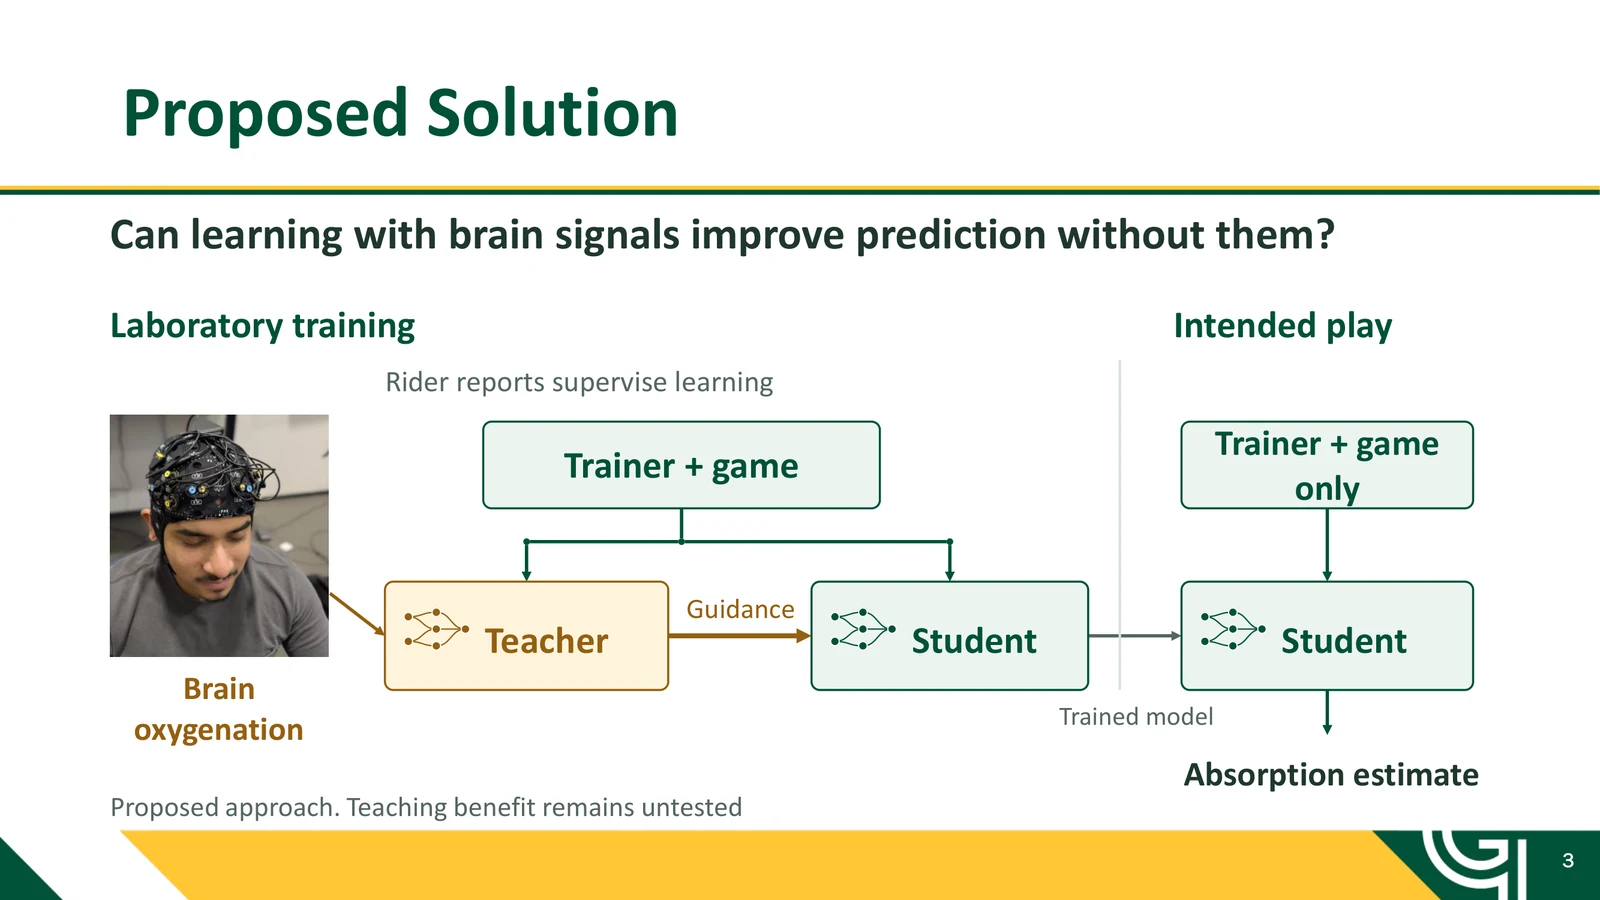 Proposed Solution
Can learning with brain signals improve prediction without them?
Laboratory training
Intended play
Rider reports supervise learning
Trainer + game
Trainer + game
only
Teacher
Guidance
Student
Student
Brain
oxygenation
Trained model
Absorption estimate
Proposed approach. Teaching benefit remains untested
3